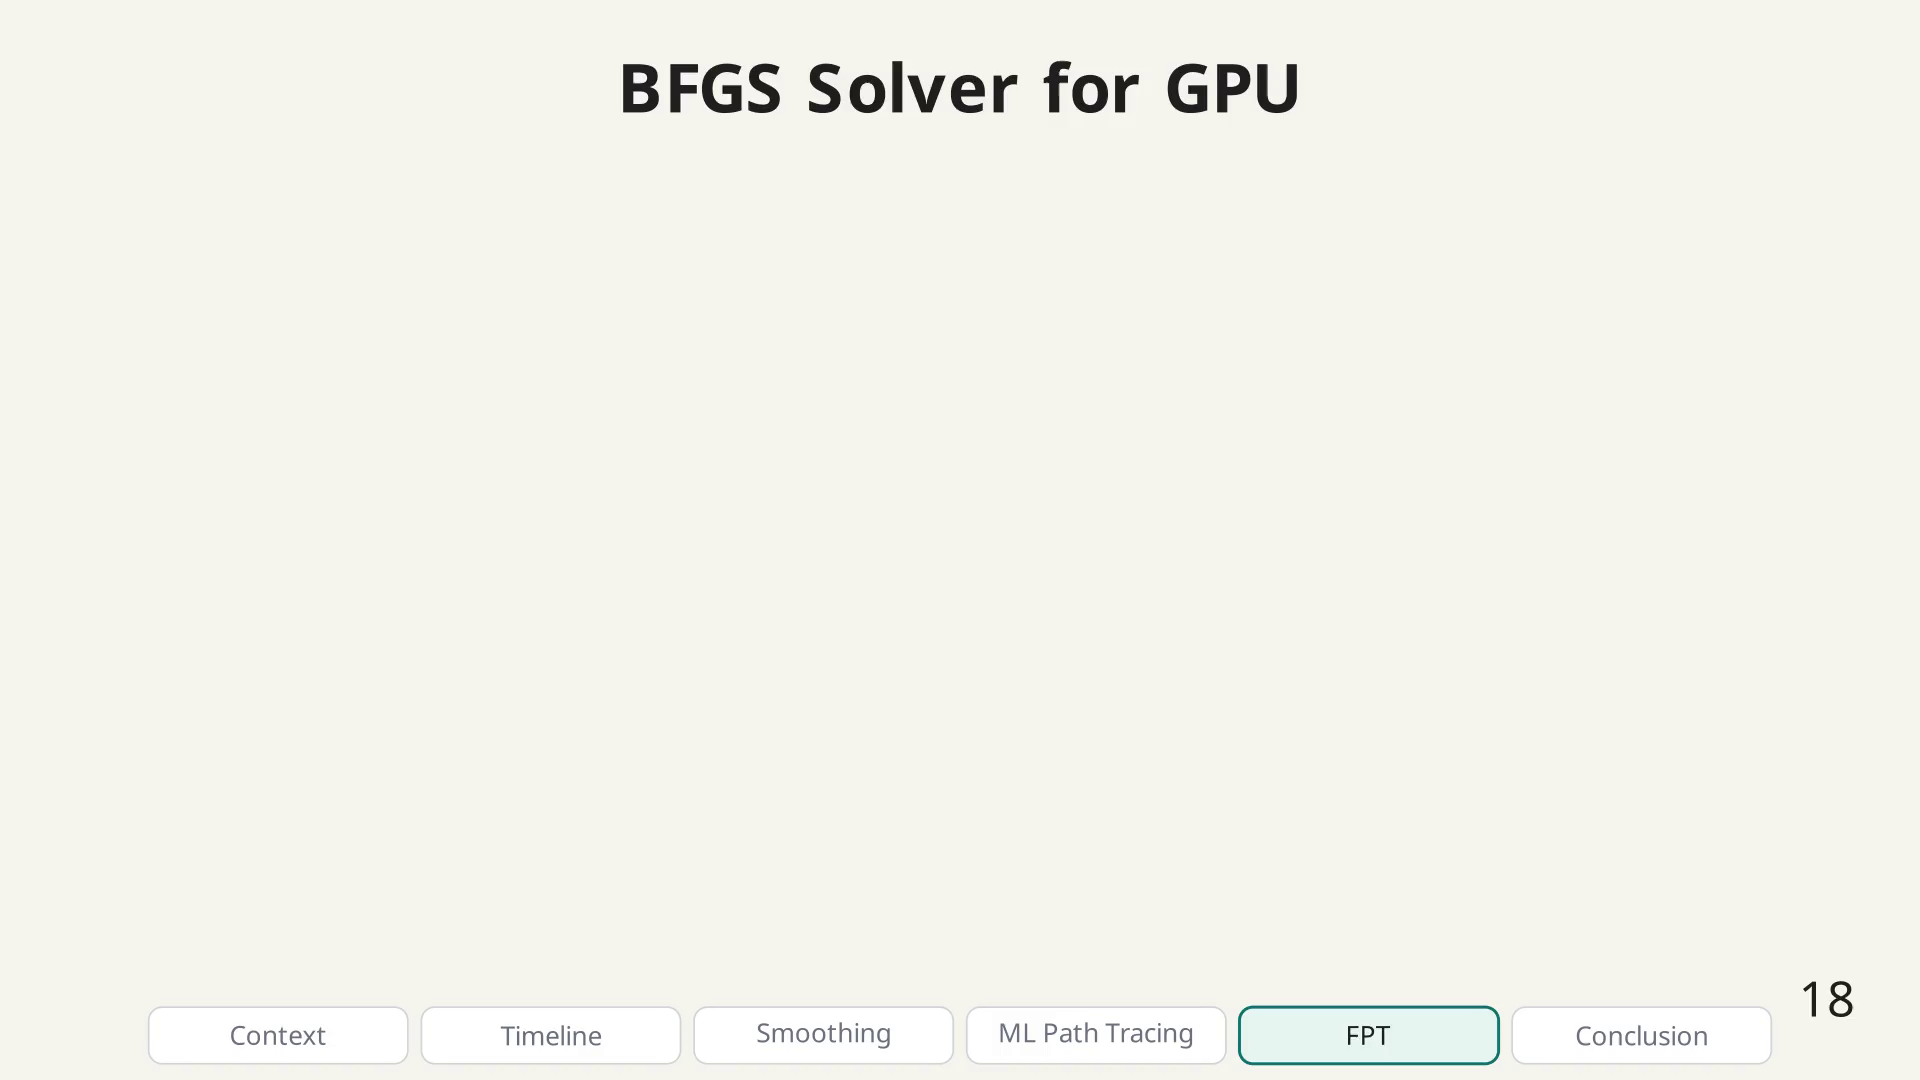 BFGS Solver for GPU
18
Context
Timeline
Smoothing
ML Path Tracing
FPT
Conclusion